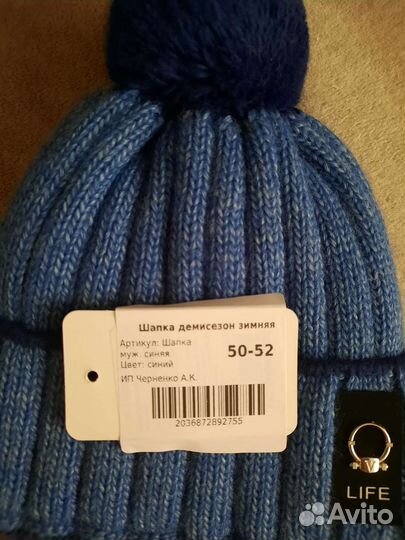 Шапка демисезон зимняя
Артикул: Шапка
муж. синяя
Цвет: синий
50-52
ИП Черненко А.К.
2036872892755
V
LIFE
Avito